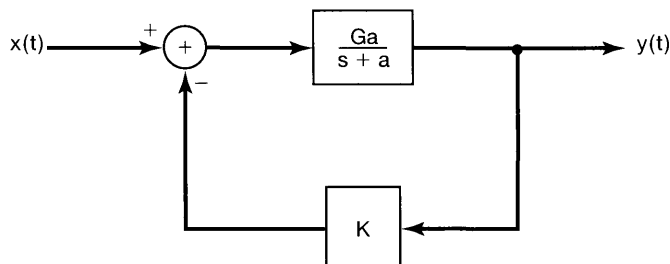 x(t)
+
+
−
Ga
s + a
y(t)
K